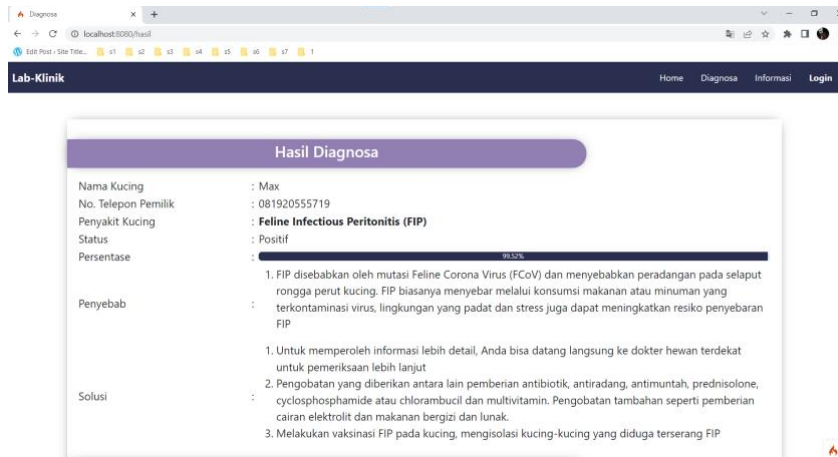 Diagnosa
localhost:8080/hasil
Edit Post ‹ Site Title... s1 s2 s3 s4 s5 s6 s7 1
Lab-Klinik Home Diagnosa Informasi Login
Hasil Diagnosa
Nama Kucing : Max
No. Telepon Pemilik : 081920555719
Penyakit Kucing : Feline Infectious Peritonitis (FIP)
Status : Positif
Persentase : 99.52%
Penyebab :
1. FIP disebabkan oleh mutasi Feline Corona Virus (FCoV) dan menyebabkan peradangan pada selaput
rongga perut kucing. FIP biasanya menyebar melalui konsumsi makanan atau minuman yang
terkontaminasi virus, lingkungan yang padat dan stress juga dapat meningkatkan resiko penyebaran
FIP
Solusi :
1. Untuk memperoleh informasi lebih detail, Anda bisa datang langsung ke dokter hewan terdekat
untuk pemeriksaan lebih lanjut
2. Pengobatan yang diberikan antara lain pemberian antibiotik, antiradang, antimuntah, prednisolone,
cyclosphosphamide atau chlorambucil dan multivitamin. Pengobatan tambahan seperti pemberian
cairan elektrolit dan makanan bergizi dan lunak.
3. Melakukan vaksinasi FIP pada kucing, mengisolasi kucing-kucing yang diduga terserang FIP